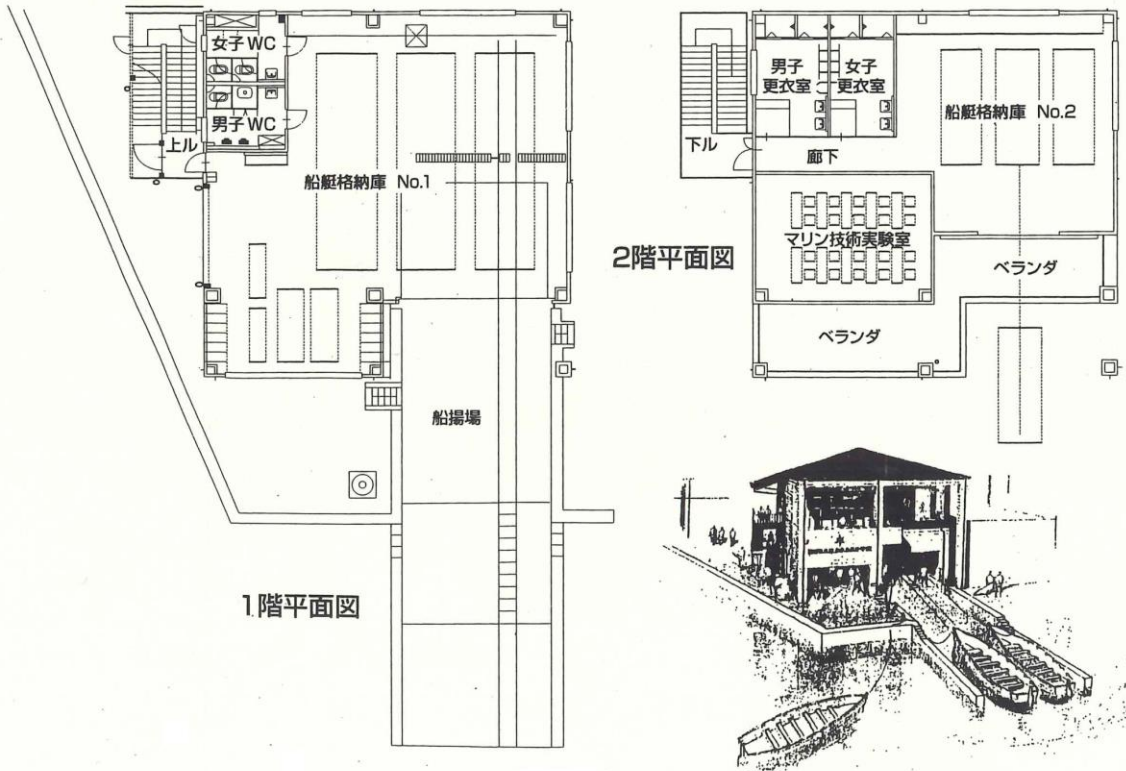 女子 WC
男子 WC
上ル
船艇格納庫 No.1
船揚場
1階平面図
男子
更衣室
女子
更衣室
船艇格納庫 No.2
下ル
廊下
マリン技術実験室
2階平面図
ベランダ
ベランダ